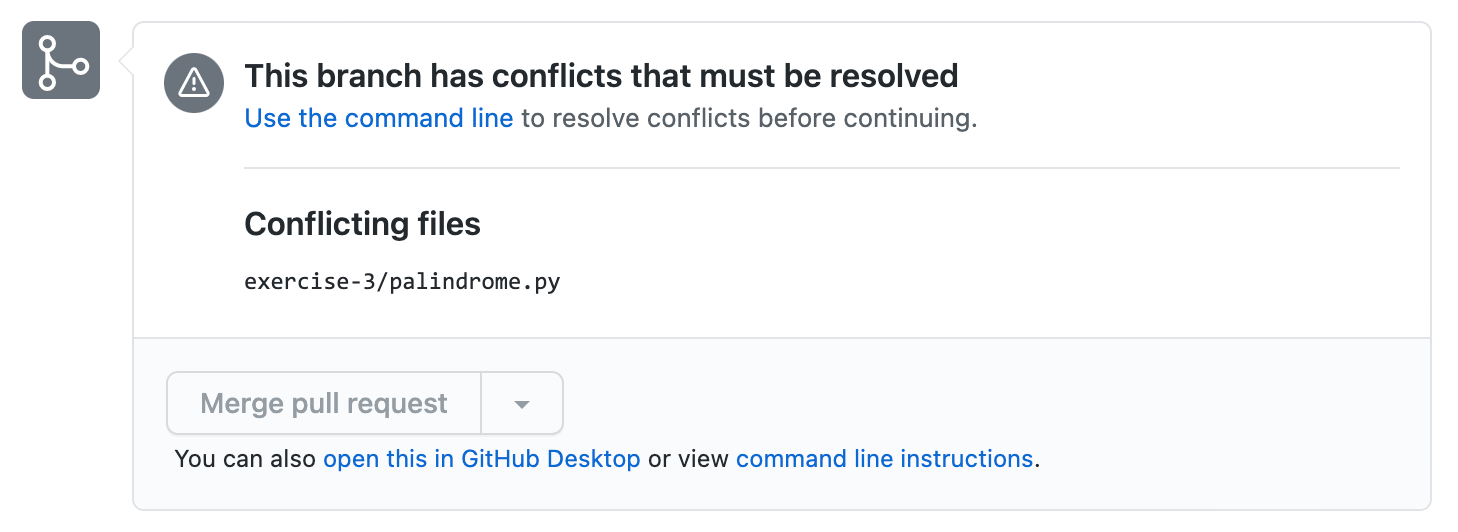 This branch has conflicts that must be resolved
Use the command line to resolve conflicts before continuing.
Conflicting files
exercise-3/palindrome.py
Merge pull request
You can also open this in GitHub Desktop or view command line instructions.